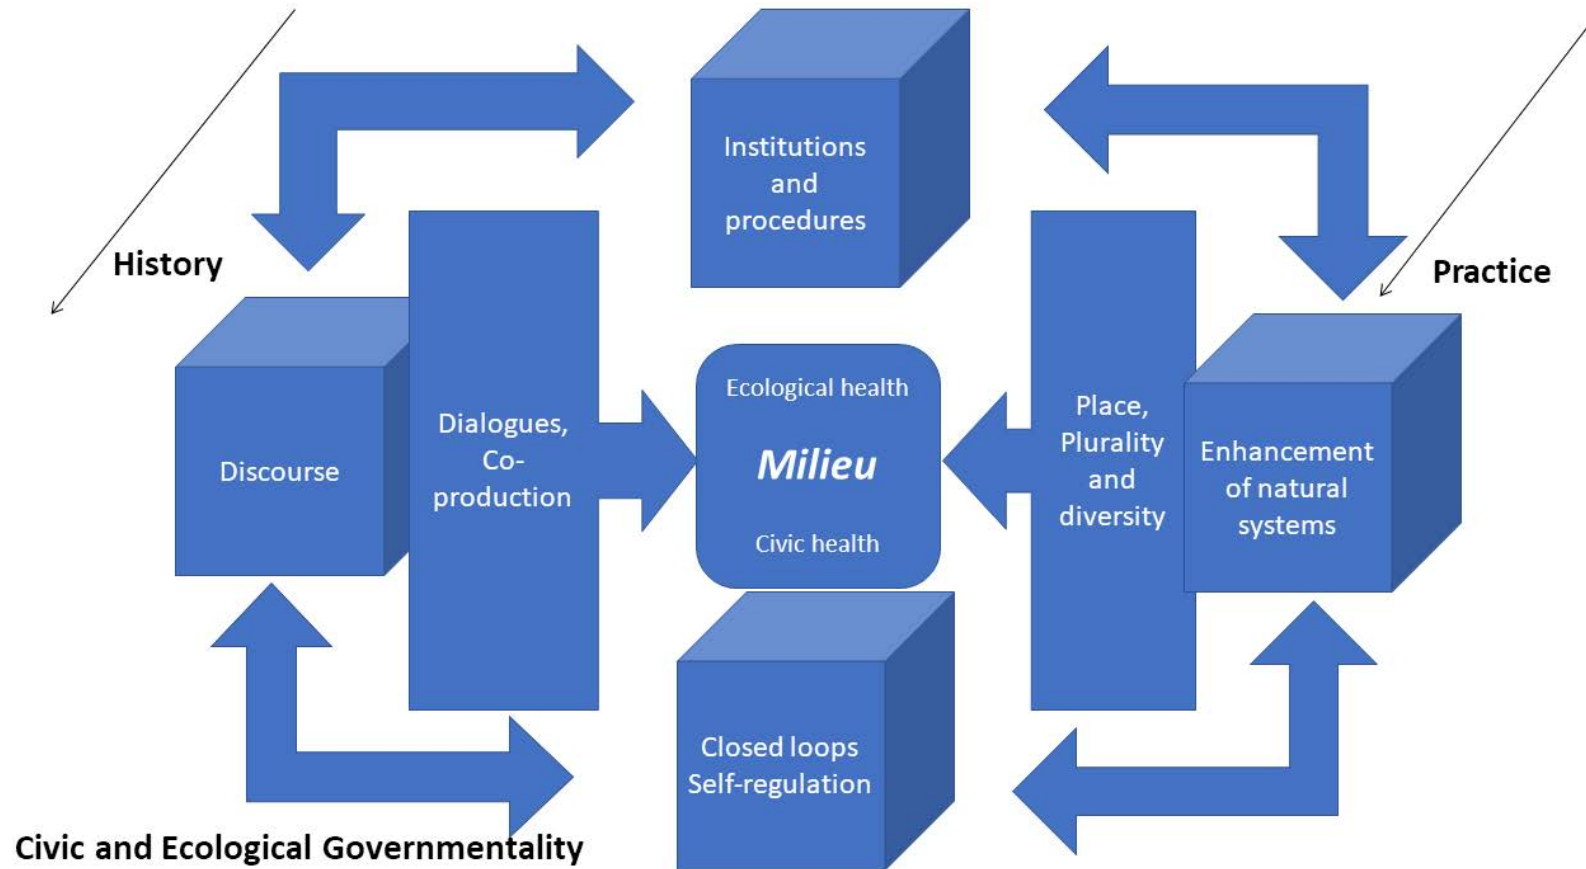 Institutions
and
procedures
History
Practice
Discourse
Dialogues,
Co-
production
Ecological health
Milieu
Civic health
Place,
Plurality
and
diversity
Enhancement
of natural
systems
Closed loops
Self-regulation
Civic and Ecological Governmentality